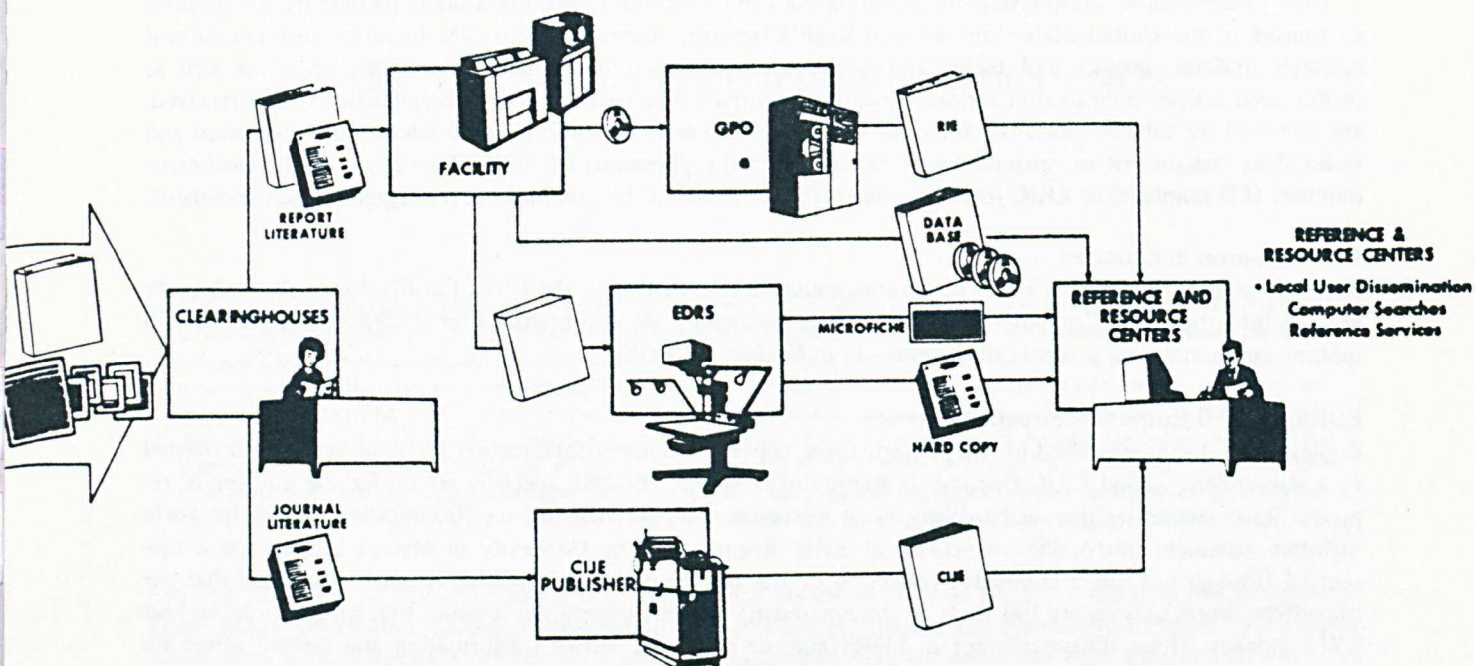 GPO
RIE
FACILITY
REPORT
LITERATURE
DATA
BASE
REFERENCE &
RESOURCE CENTERS
• Local User Dissemination
Computer Searches
Reference Services
CLEARINGHOUSES
EDRS
MICROFICHE
REFERENCE AND
RESOURCE
CENTERS
HARD COPY
JOURNAL
LITERATURE
CIJE
PUBLISHER
CIJE